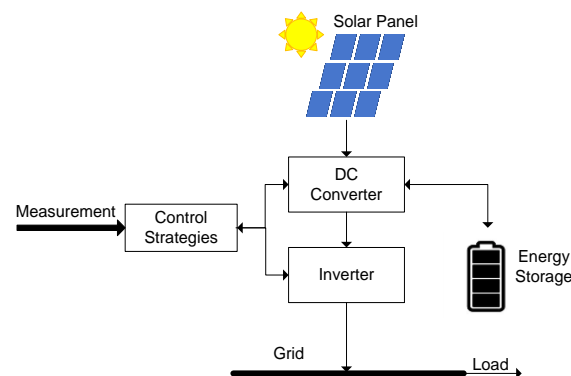 Solar Panel
DC
Converter
Measurement
Control
Strategies
Inverter
Energy
Storage
Grid
Load